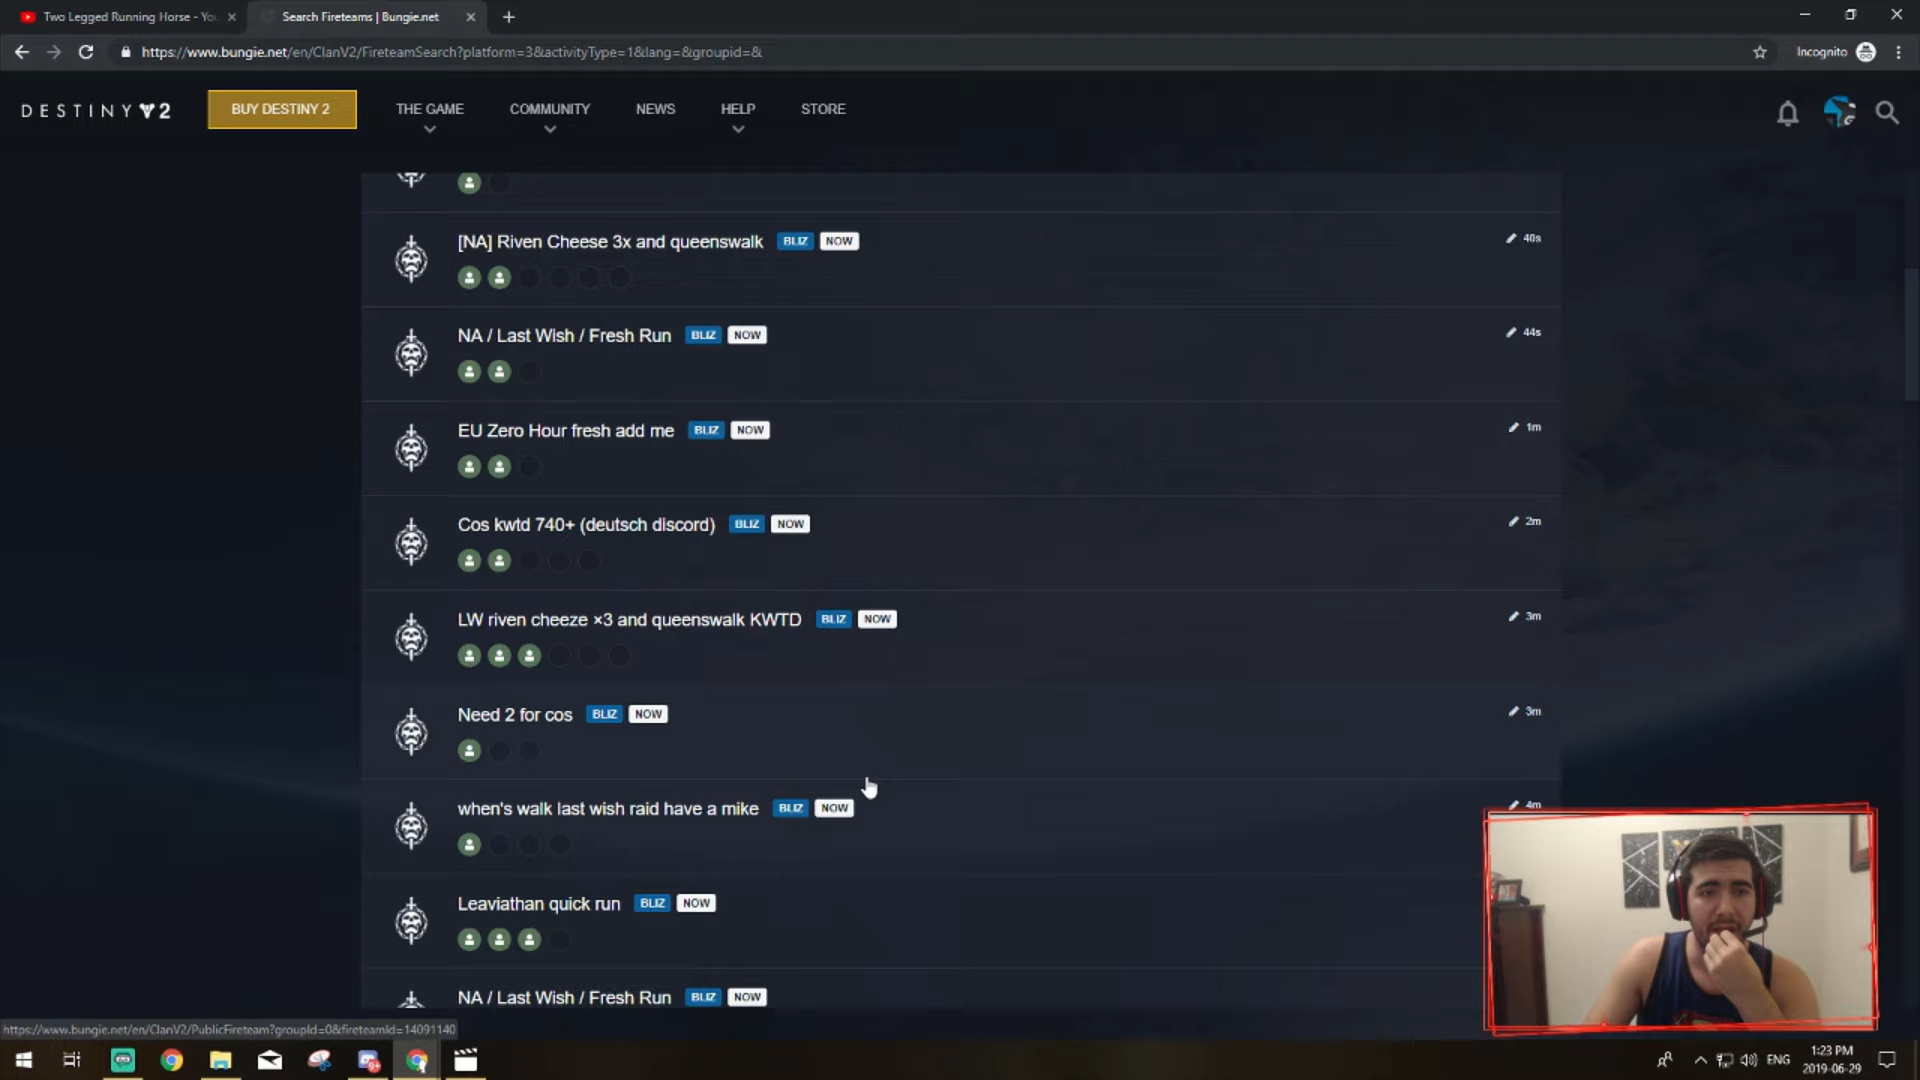 Two Legged Running Horse - Yo
Search Fireteams | Bungie.net
https://www.bungie.net/en/ClanV2/FireteamSearch?platform=3&activityType=1&lang=&groupid=&
Incognito
DESTINY 2
BUY DESTINY 2
THE GAME
COMMUNITY
NEWS
HELP
STORE
[NA] Riven Cheese 3x and queenswalk BLIZ NOW 40s
NA / Last Wish / Fresh Run BLIZ NOW 44s
EU Zero Hour fresh add me BLIZ NOW 1m
Cos kwtd 740+ (deutsch discord) BLIZ NOW 2m
LW riven cheeze ×3 and queenswalk KWTD BLIZ NOW 3m
Need 2 for cos BLIZ NOW 3m
when's walk last wish raid have a mike BLIZ NOW 4m
Leaviathan quick run BLIZ NOW
NA / Last Wish / Fresh Run BLIZ NOW
https://www.bungie.net/en/ClanV2/PublicFireteam?groupId=0&fireteamId=14091140
ENG
1:23 PM
2019-06-29